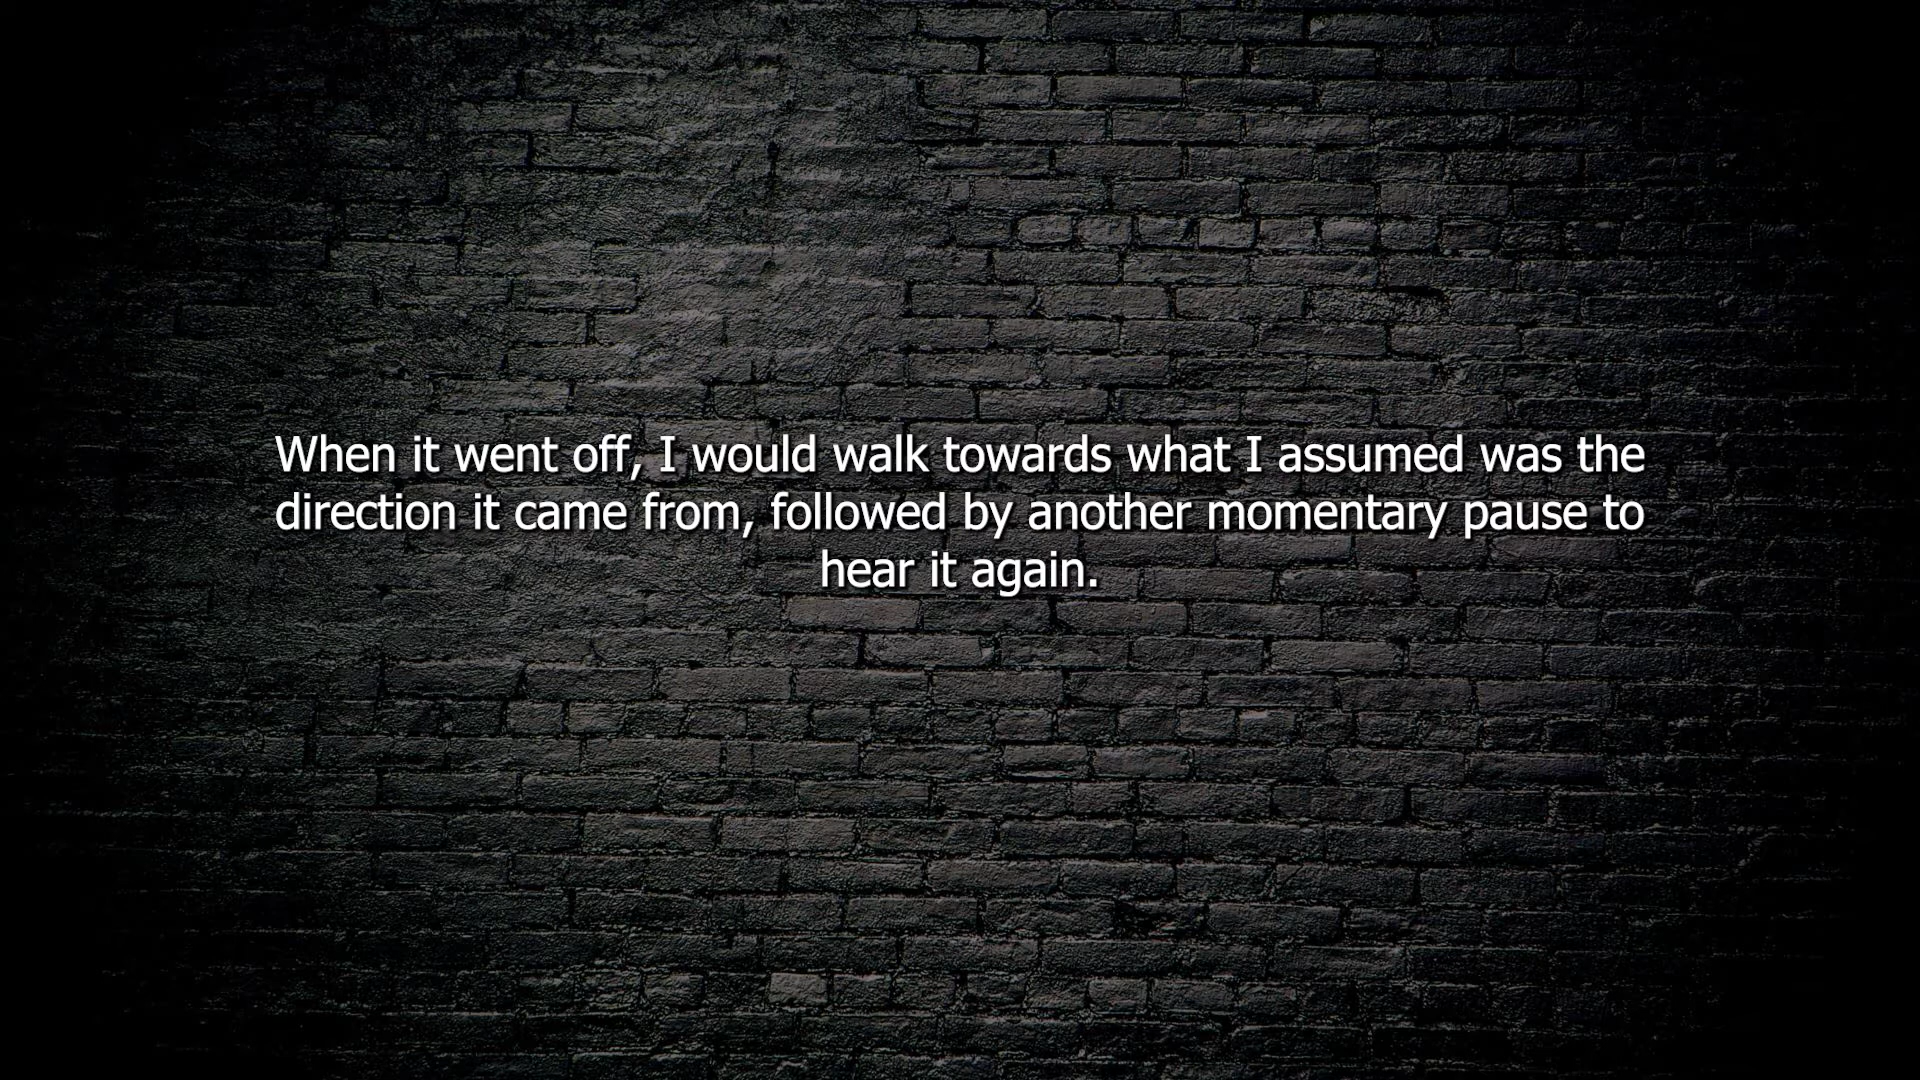 When it went off, I would walk towards what I assumed was the
direction it came from, followed by another momentary pause to
hear it again.